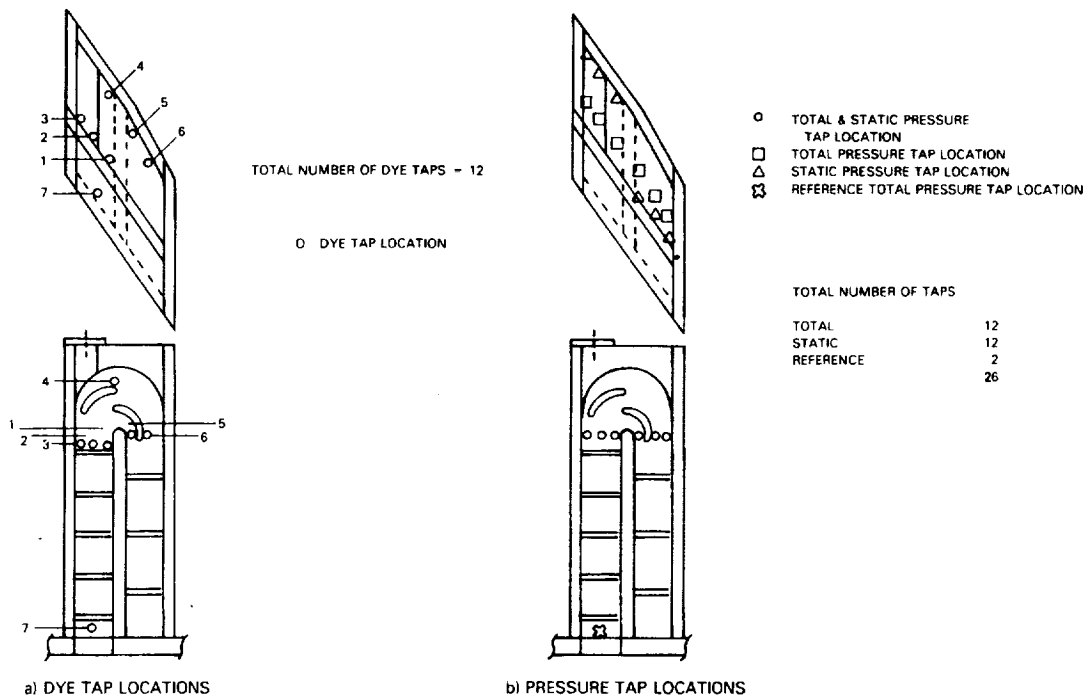 4
3
5
2
6
1
7
TOTAL NUMBER OF DYE TAPS - 12
O DYE TAP LOCATION
4
1
5
2
6
3
7
a) DYE TAP LOCATIONS
TOTAL & STATIC PRESSURE
TAP LOCATION
TOTAL PRESSURE TAP LOCATION
STATIC PRESSURE TAP LOCATION
REFERENCE TOTAL PRESSURE TAP LOCATION
TOTAL NUMBER OF TAPS
TOTAL 12
STATIC 12
REFERENCE 2
26
b) PRESSURE TAP LOCATIONS